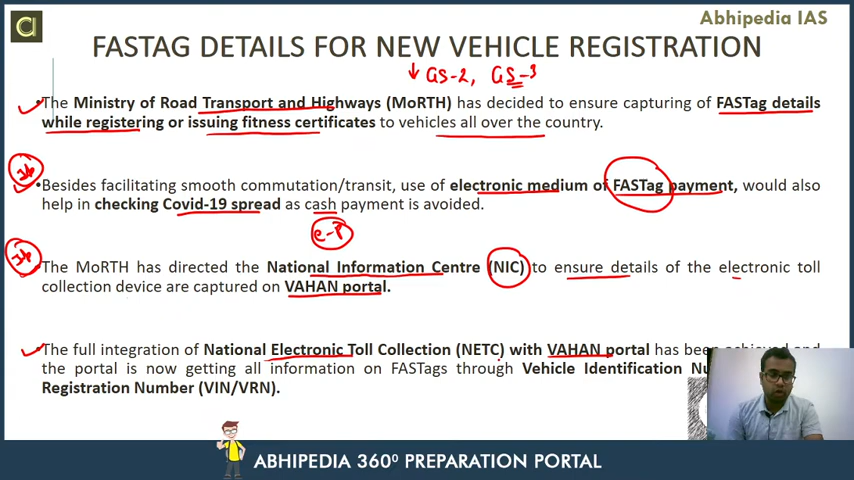 Abhipedia IAS
a
FASTAG DETAILS FOR NEW VEHICLE REGISTRATION
↓ GS-2, GS-3
•The Ministry of Road Transport and Highways (MoRTH) has decided to ensure capturing of FASTag details
while registering or issuing fitness certificates to vehicles all over the country.
•Besides facilitating smooth commutation/transit, use of electronic medium of FASTag payment, would also
help in checking Covid-19 spread as cash payment is avoided.
e-P
The MoRTH has directed the National Information Centre (NIC) to ensure details of the electronic toll
collection device are captured on VAHAN portal.
•The full integration of National Electronic Toll Collection (NETC) with VAHAN portal has been achieved and
the portal is now getting all information on FASTags through Vehicle Identification
Registration Number (VIN/VRN).
ABHIPEDIA 360⁰ PREPARATION PORTAL